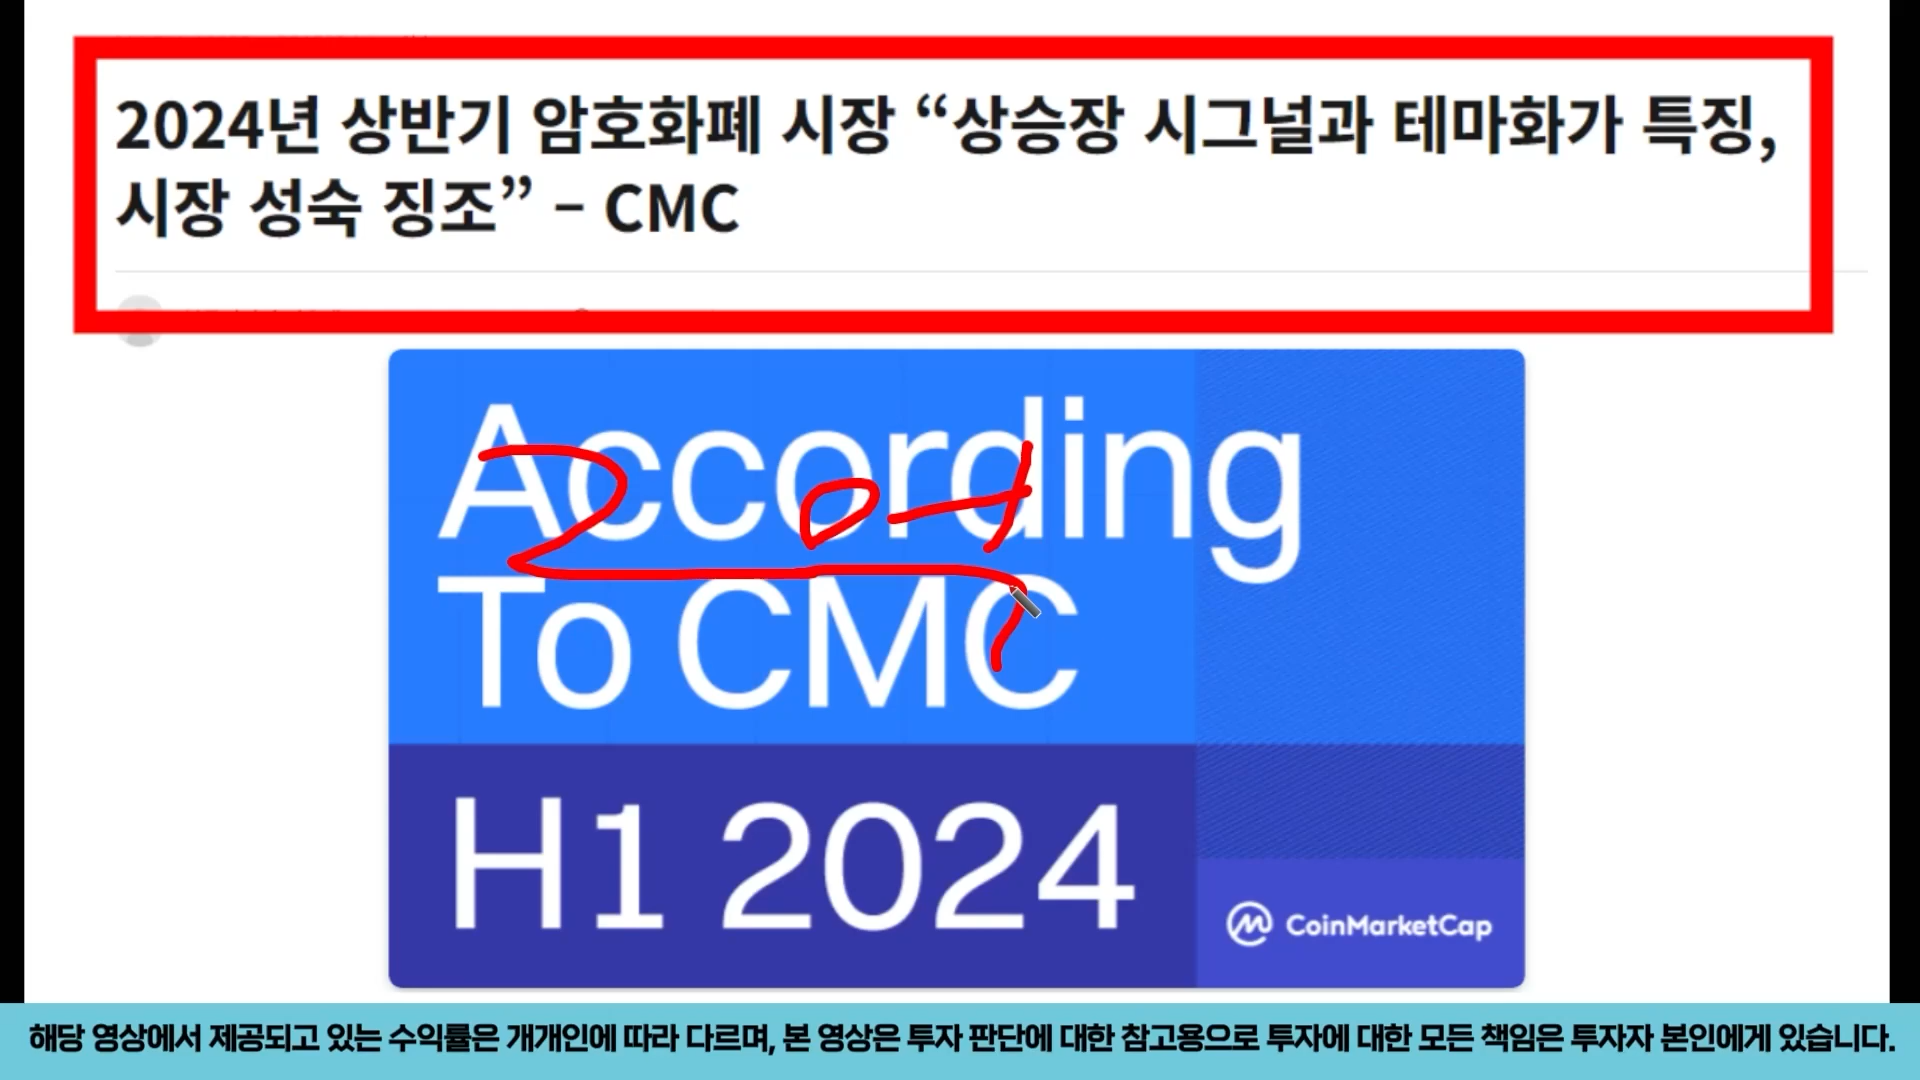 2024년 상반기 암호화폐 시장 “상승장 시그널과 테마화가 특징,
시장 성숙 징조” – CMC
According
To CMC
H1 2024
CoinMarketCap
해당 영상에서 제공되고 있는 수익률은 개개인에 따라 다르며, 본 영상은 투자 판단에 대한 참고용으로 투자에 대한 모든 책임은 투자자 본인에게 있습니다.